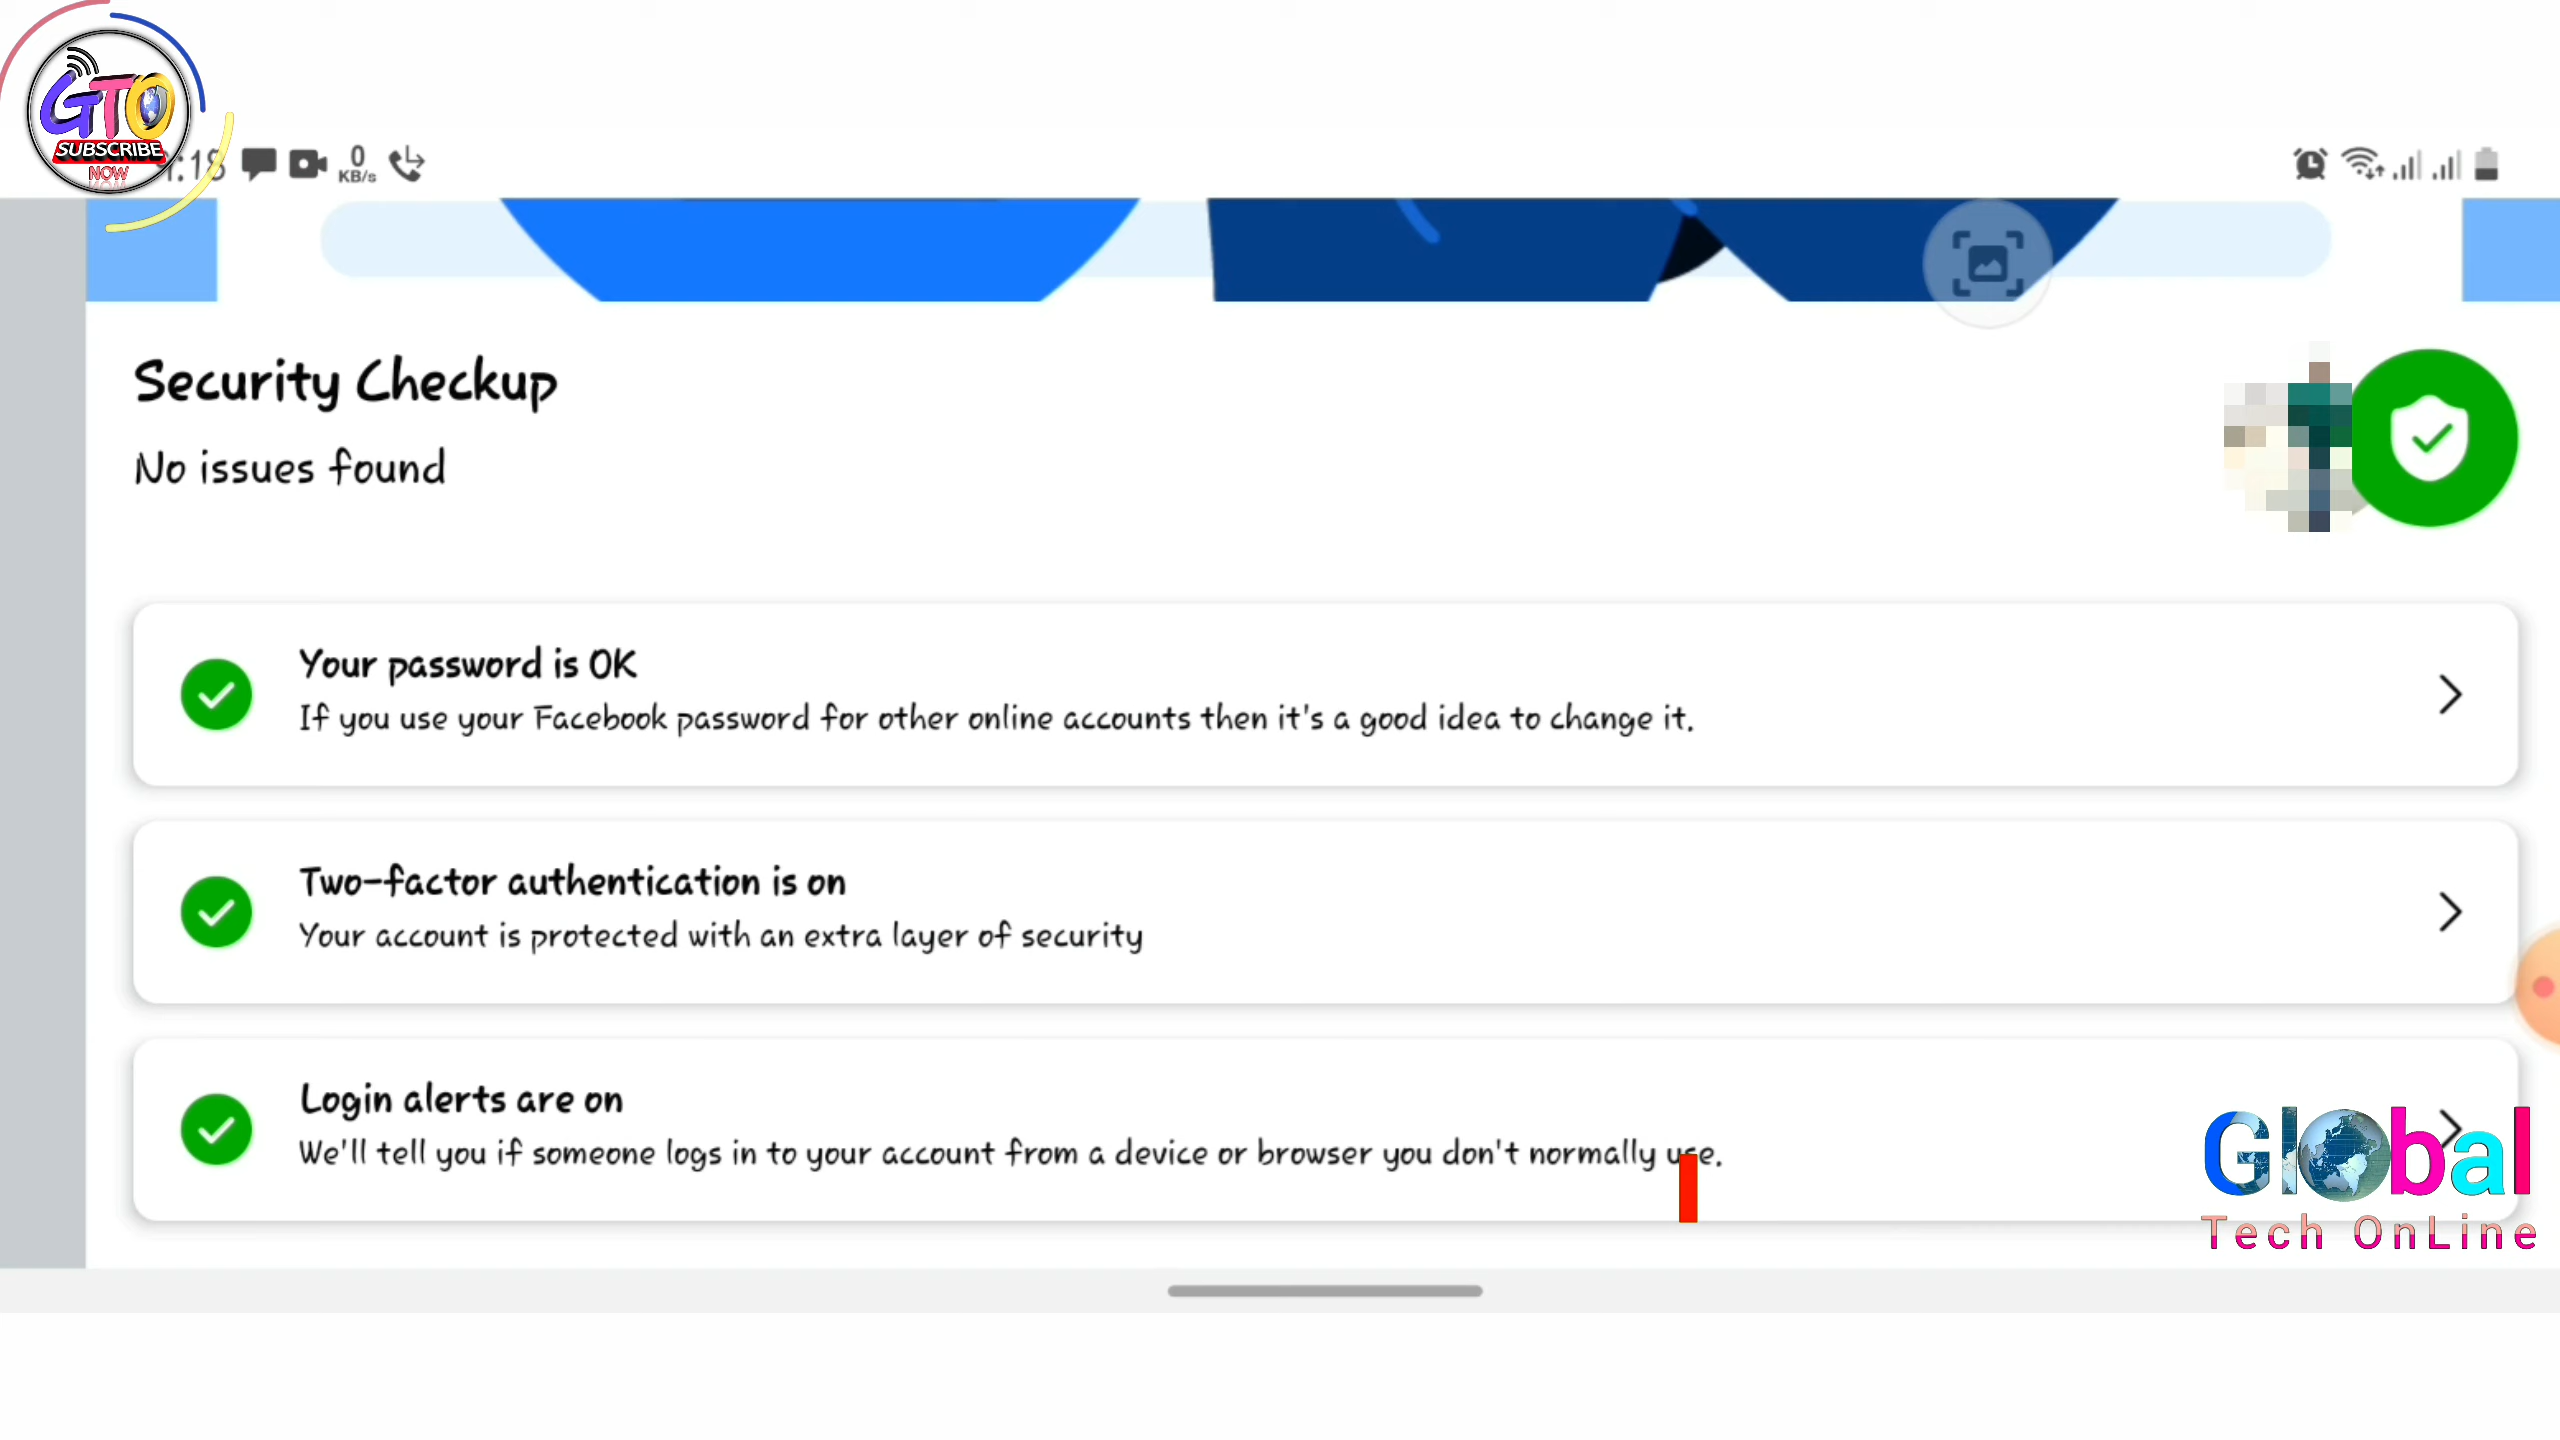 GTO
SUBSCRIBE
NOW
:18
0
KB/s
Security Checkup
No issues found
Your password is OK
If you use your Facebook password for other online accounts then it's a good idea to change it.
Two-factor authentication is on
Your account is protected with an extra layer of security
Login alerts are on
We'll tell you if someone logs in to your account from a device or browser you don't normally use.
Global
Tech OnLine